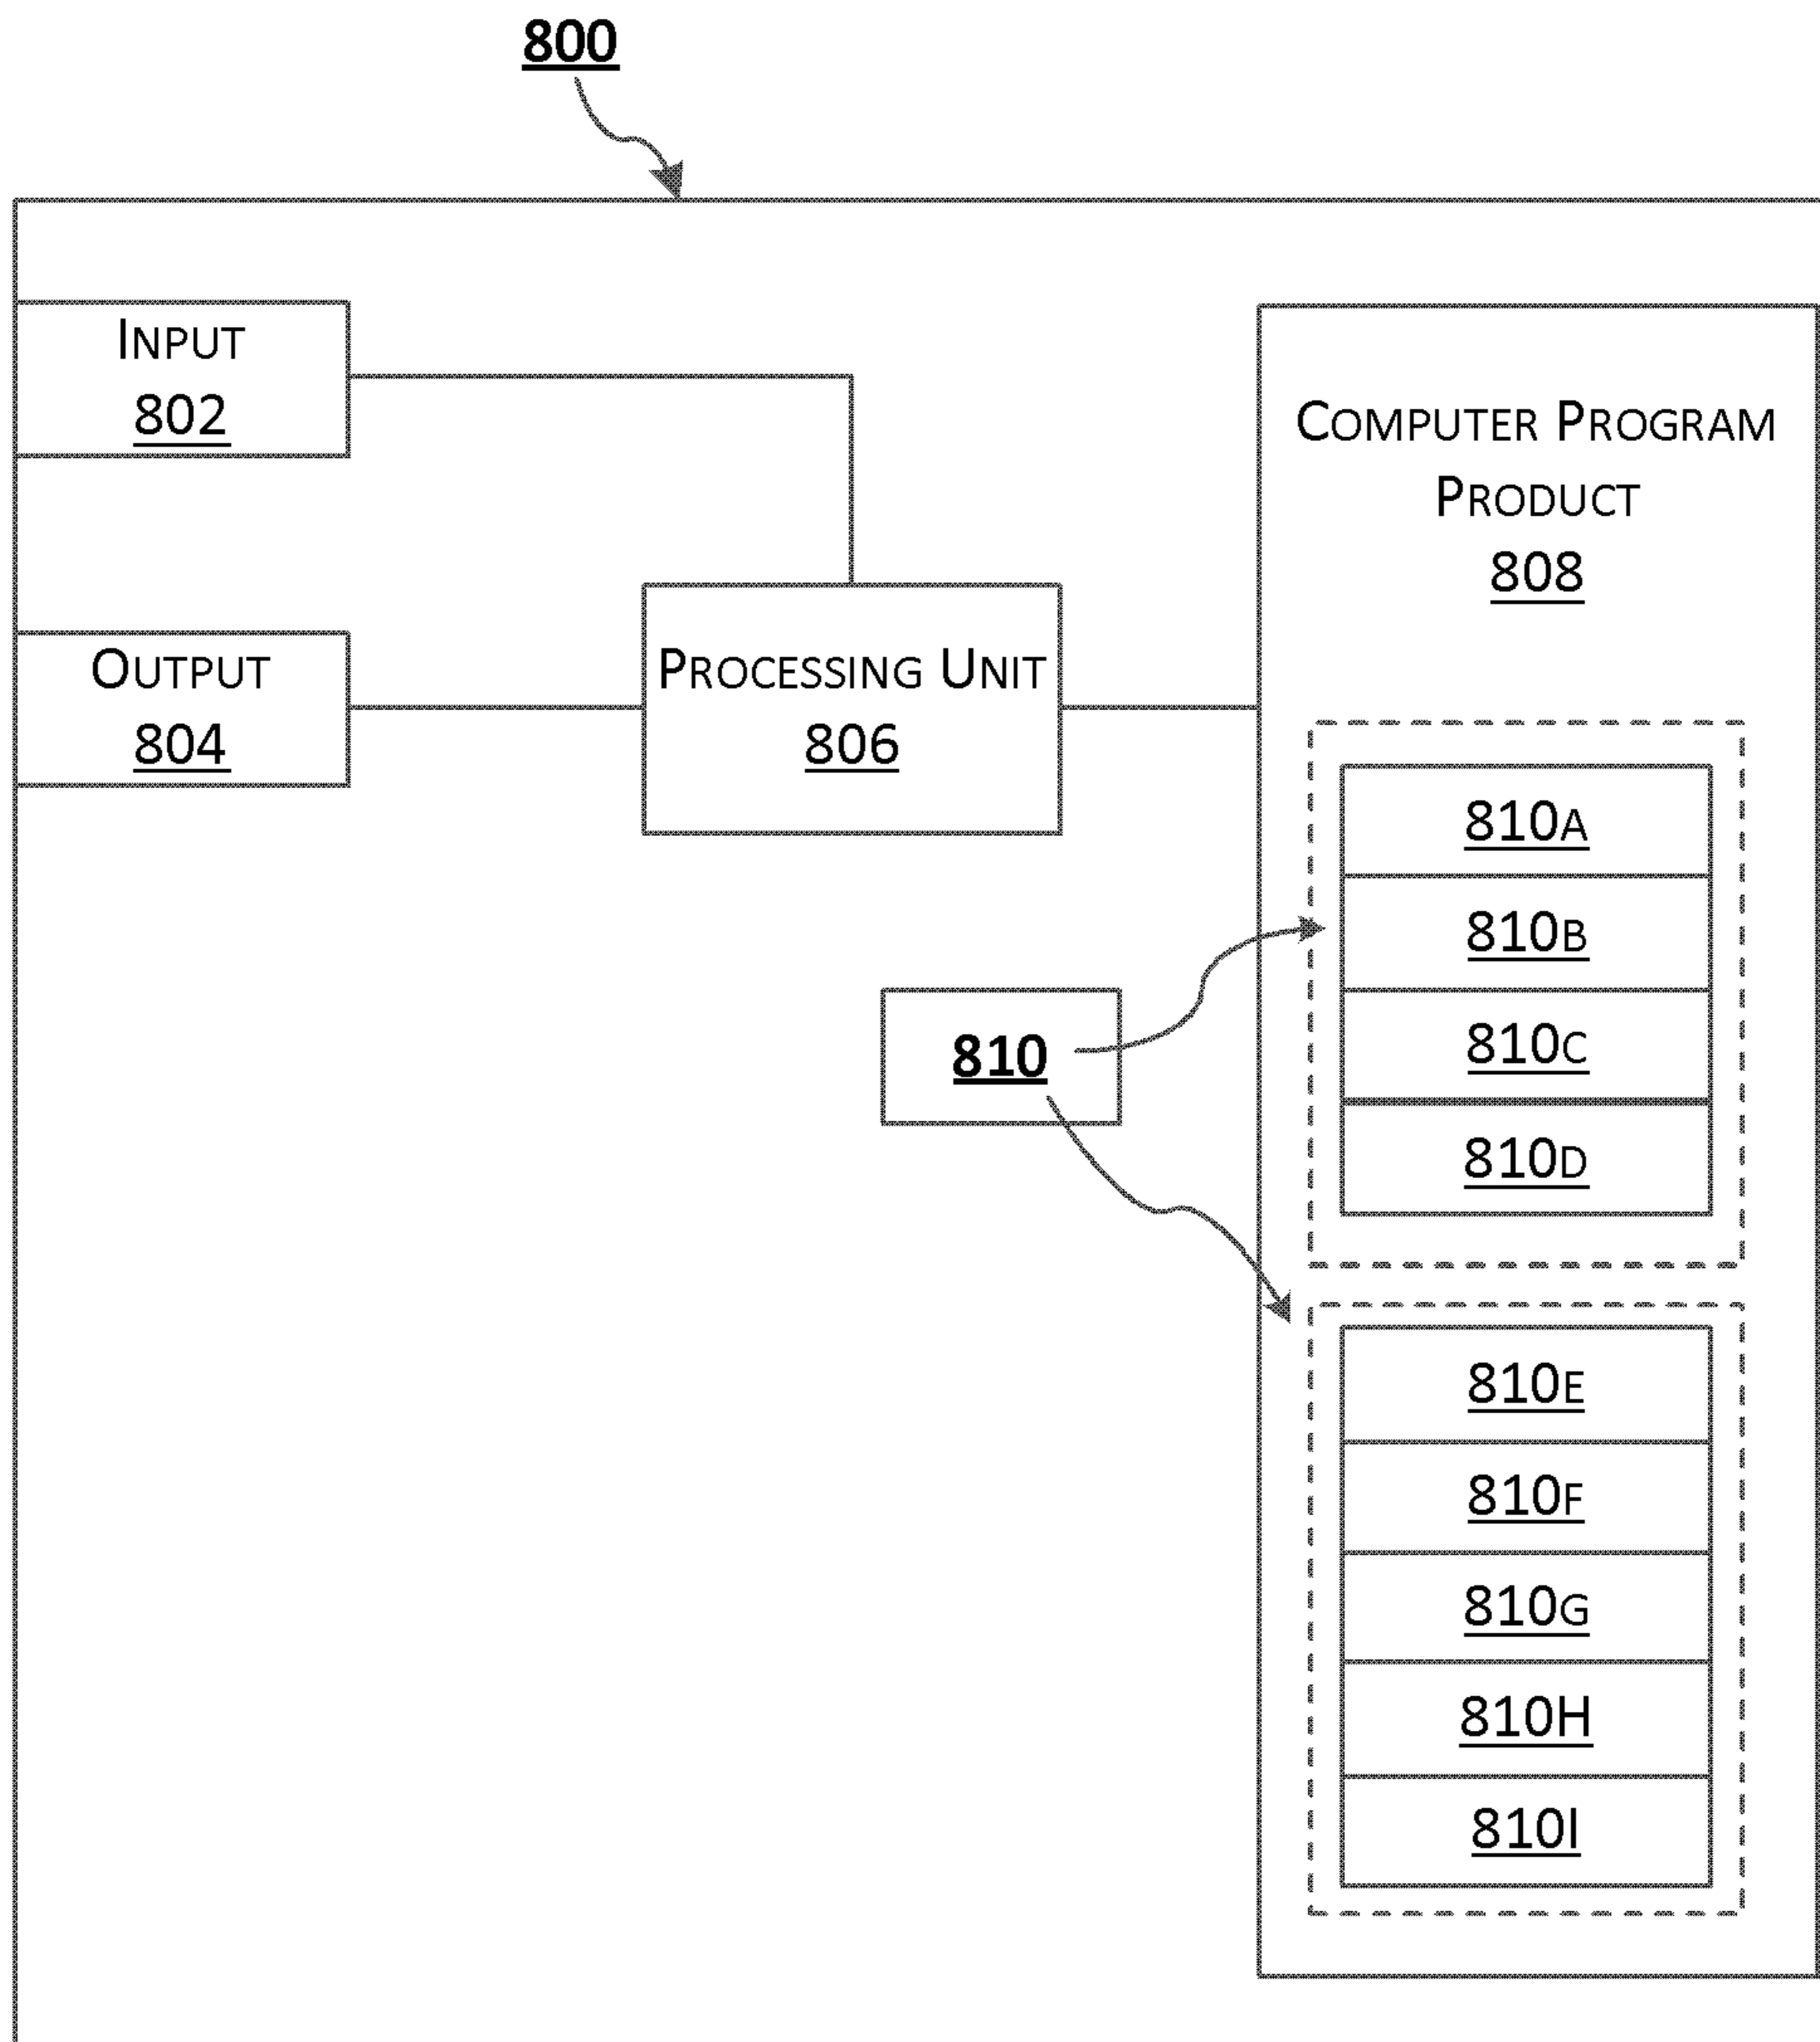 800
INPUT
802
OUTPUT
804
PROCESSING UNIT
806
COMPUTER PROGRAM
PRODUCT
808
810
810A
810B
810C
810D
810E
810F
810G
810H
810I